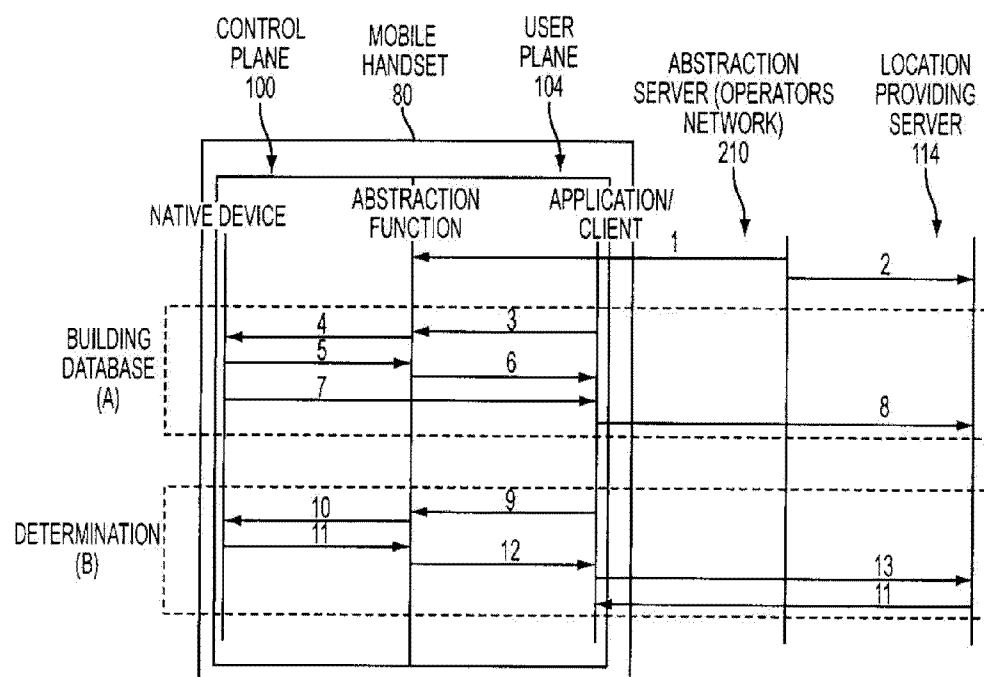 CONTROL
PLANE
100
MOBILE
HANDSET
80
USER
PLANE
104
ABSTRACTION
SERVER (OPERATORS
NETWORK)
210
LOCATION
PROVIDING
SERVER
114
NATIVE DEVICE
ABSTRACTION
FUNCTION
APPLICATION/
CLIENT
1
2
BUILDING
DATABASE
(A)
3
4
5
6
7
8
DETERMINATION
(B)
9
10
11
12
13
11